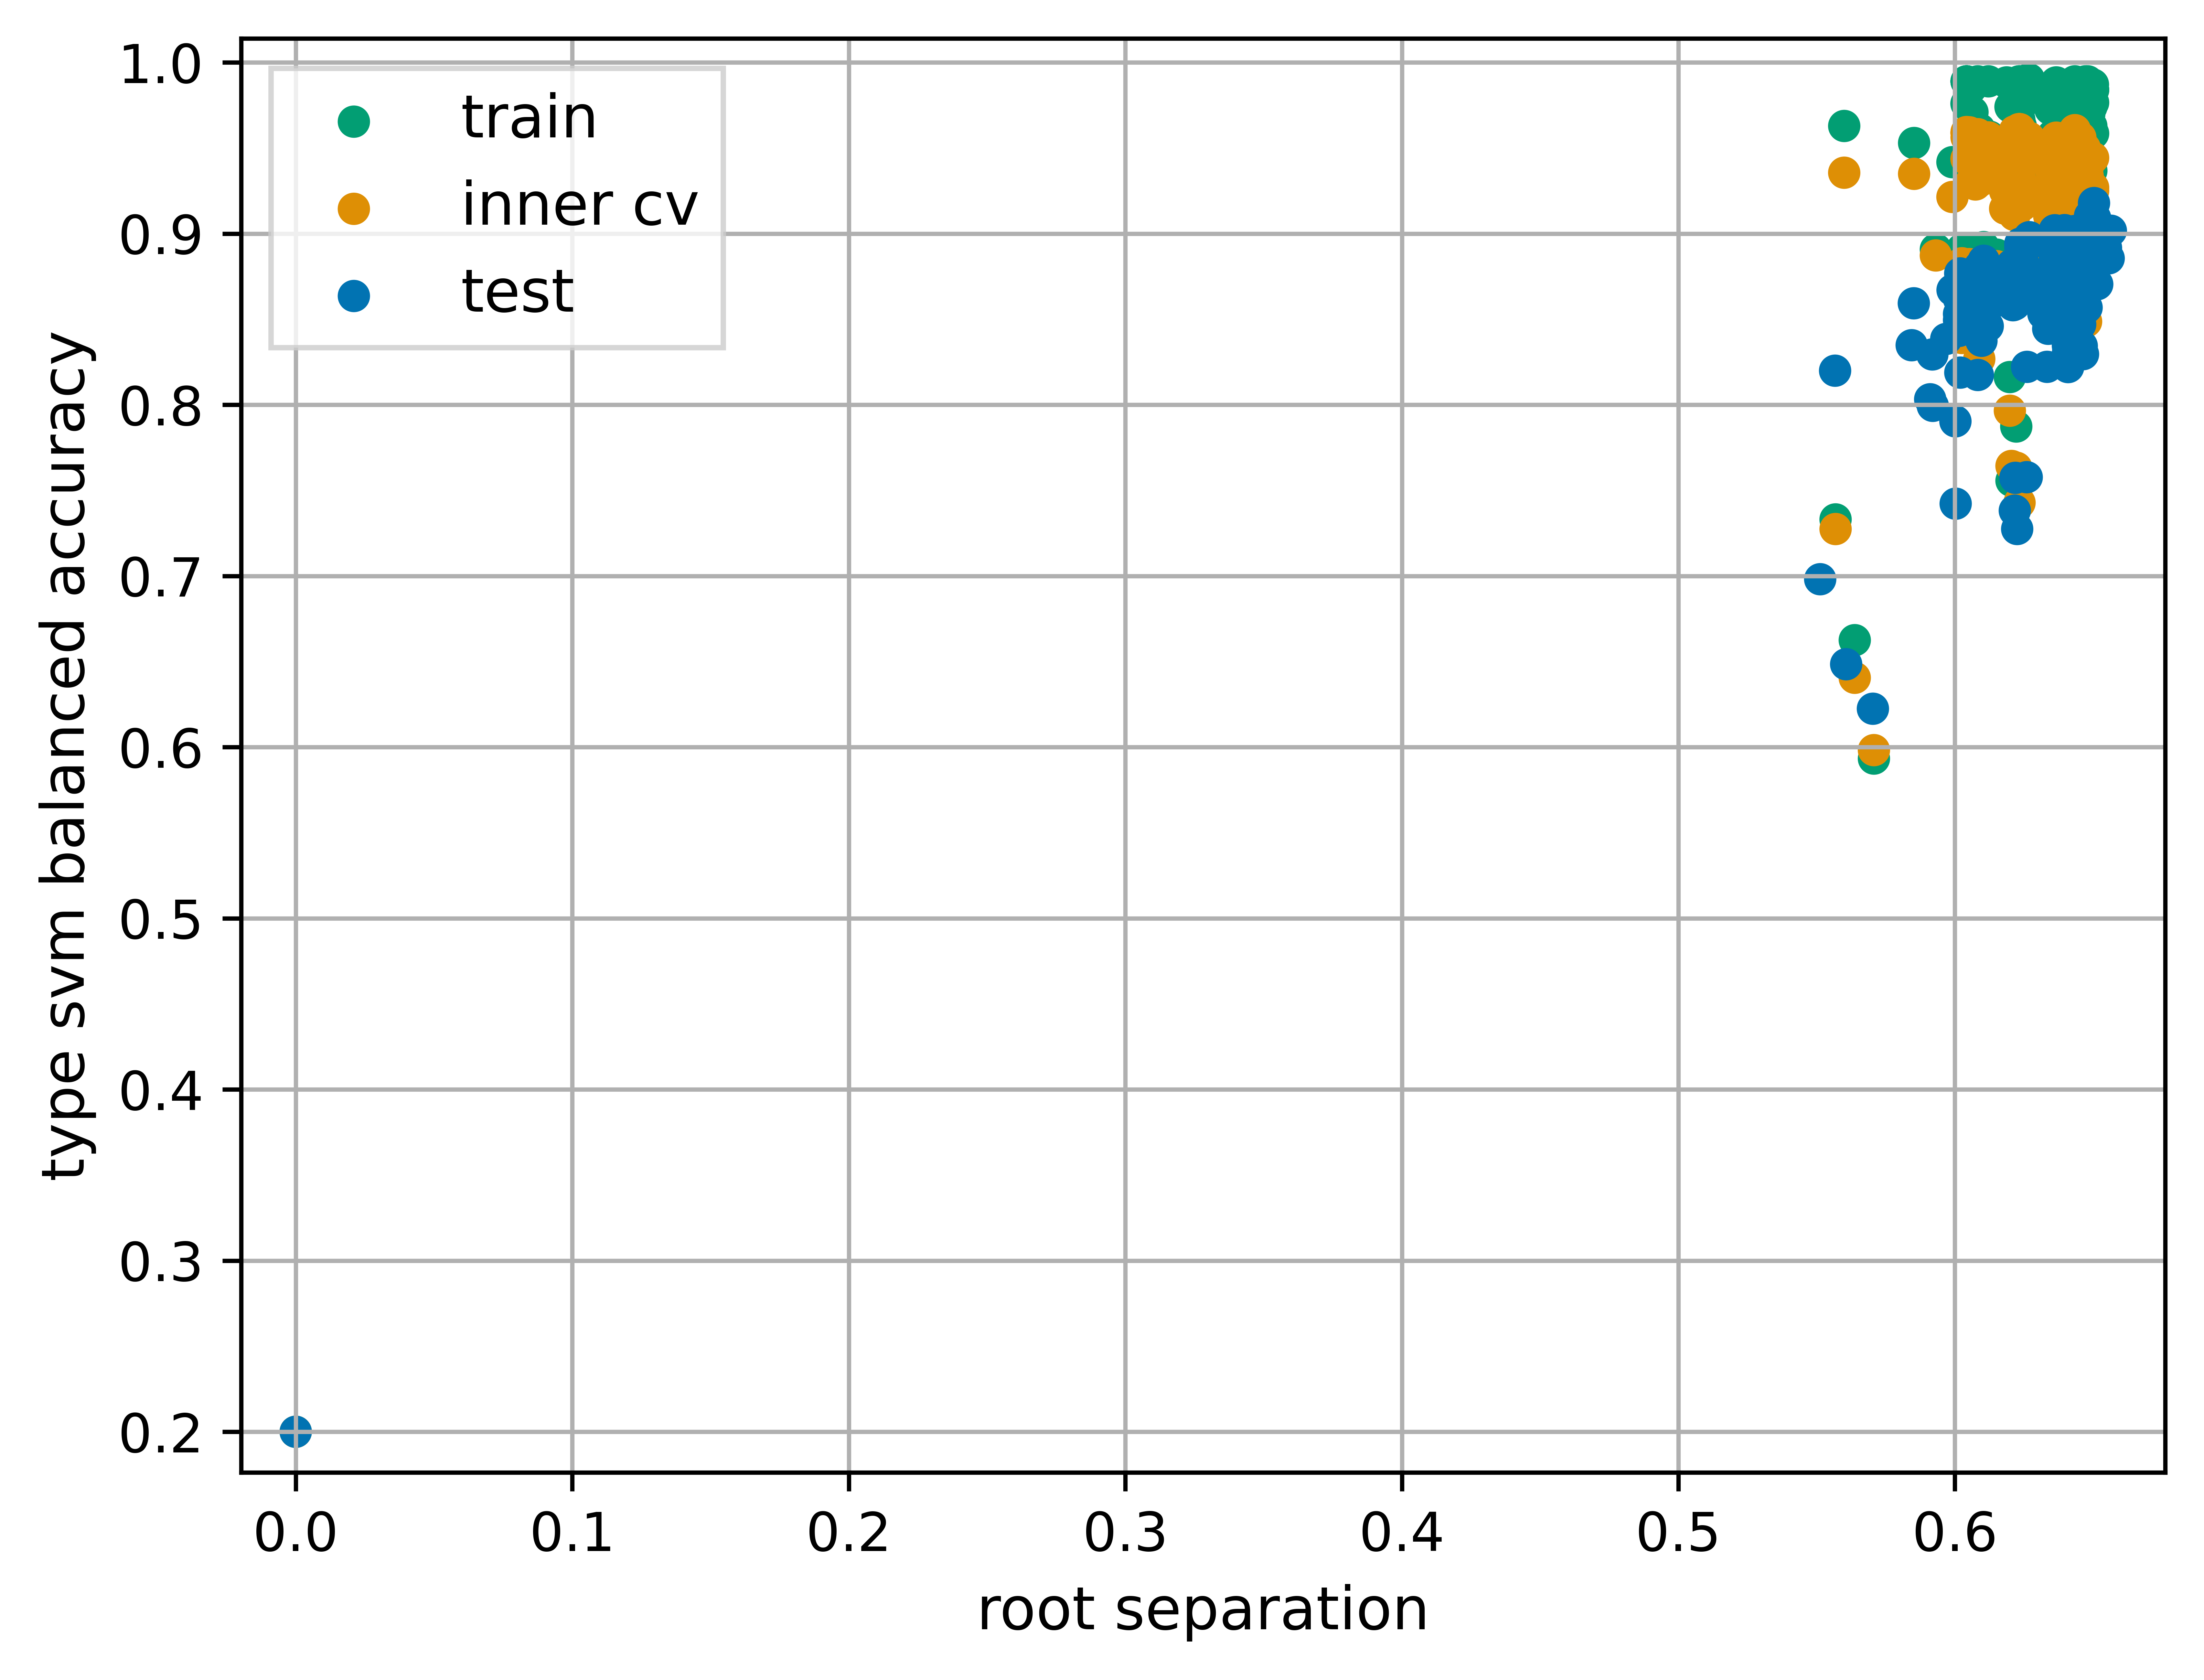 train
inner cv
test
type svm balanced accuracy
1.0
0.9
0.8
0.7
0.6
0.5
0.4
0.3
0.2
0.0 0.1 0.2 0.3 0.4 0.5 0.6
root separation